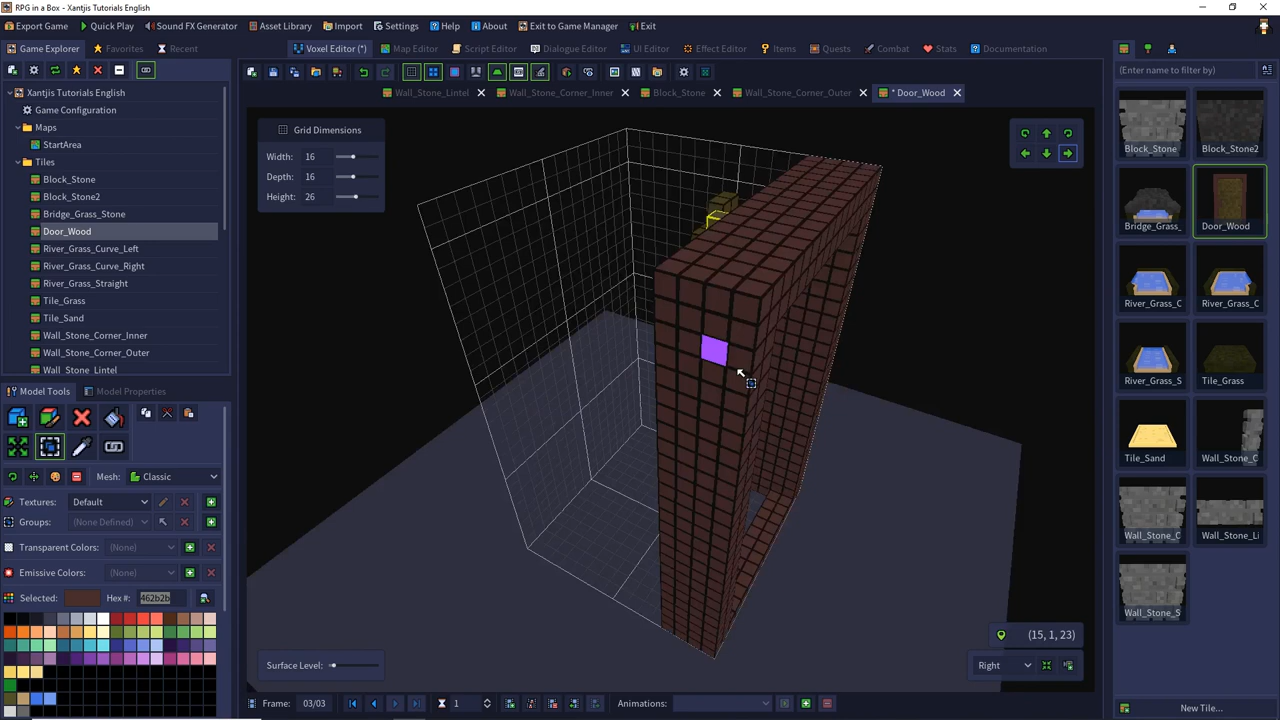 RPG in a Box - Xantjis Tutorials English
Export Game
Quick Play
Sound FX Generator
Asset Library
Import
Settings
Help
About
Exit to Game Manager
Exit
Game Explorer
Favorites
Recent
Voxel Editor (*)
Map Editor
Script Editor
Dialogue Editor
UI Editor
Effect Editor
Items
Quests
Combat
Stats
Documentation
(Enter name to filter by)
Wall_Stone_Lintel
Wall_Stone_Corner_Inner
Block_Stone
Wall_Stone_Corner_Outer
* Door_Wood
Xantjis Tutorials English
Game Configuration
Maps
StartArea
Tiles
Block_Stone
Block_Stone2
Bridge_Grass_Stone
Door_Wood
River_Grass_Curve_Left
River_Grass_Curve_Right
River_Grass_Straight
Tile_Grass
Tile_Sand
Wall_Stone_Corner_Inner
Wall_Stone_Corner_Outer
Wall_Stone_Lintel
Model Tools
Model Properties
Mesh: Classic
Textures: Default
Groups: (None Defined)
Transparent Colors: (None)
Emissive Colors: (None)
Selected: Hex #: 462b2b
Grid Dimensions
Width: 16
Depth: 16
Height: 26
Surface Level:
(15, 1, 23)
Right
Frame: 03/03
1
Animations:
Block_Stone
Block_Stone2
Bridge_Grass_
Door_Wood
River_Grass_C
River_Grass_C
River_Grass_S
Tile_Grass
Tile_Sand
Wall_Stone_C
Wall_Stone_C
Wall_Stone_Li
Wall_Stone_S
New Tile...